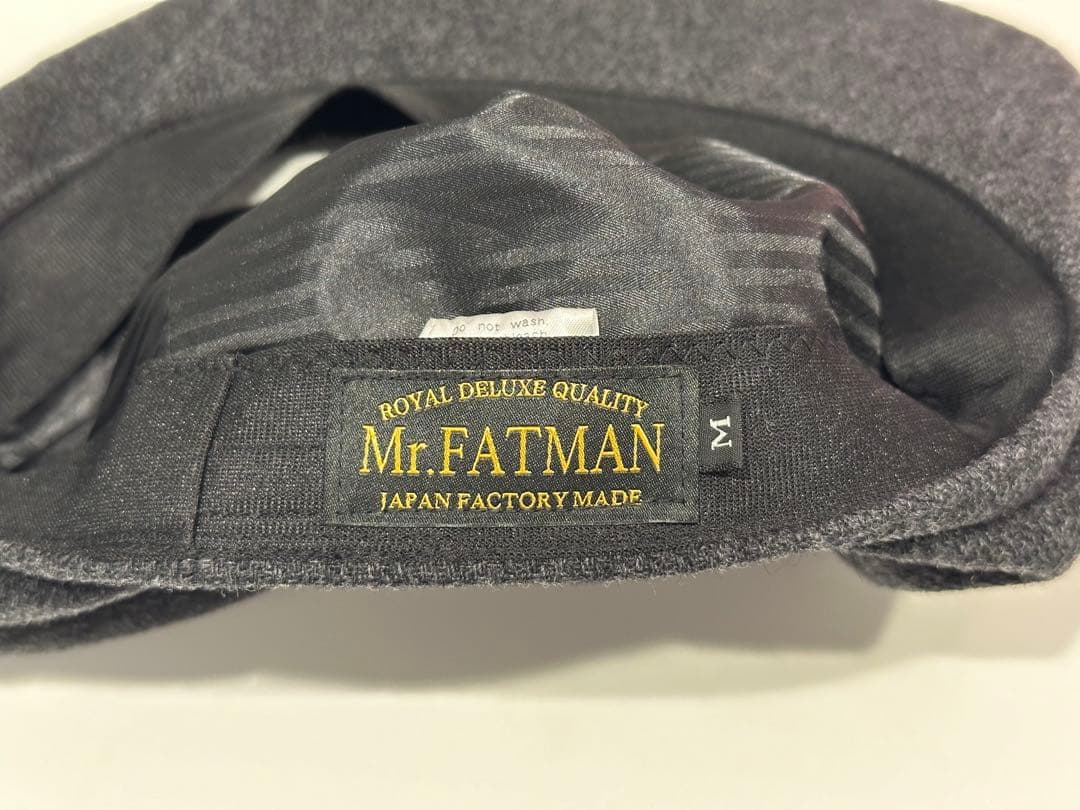 do not wash.
ROYAL DELUXE QUALITY
Mr.FATMAN
M
JAPAN FACTORY MADE